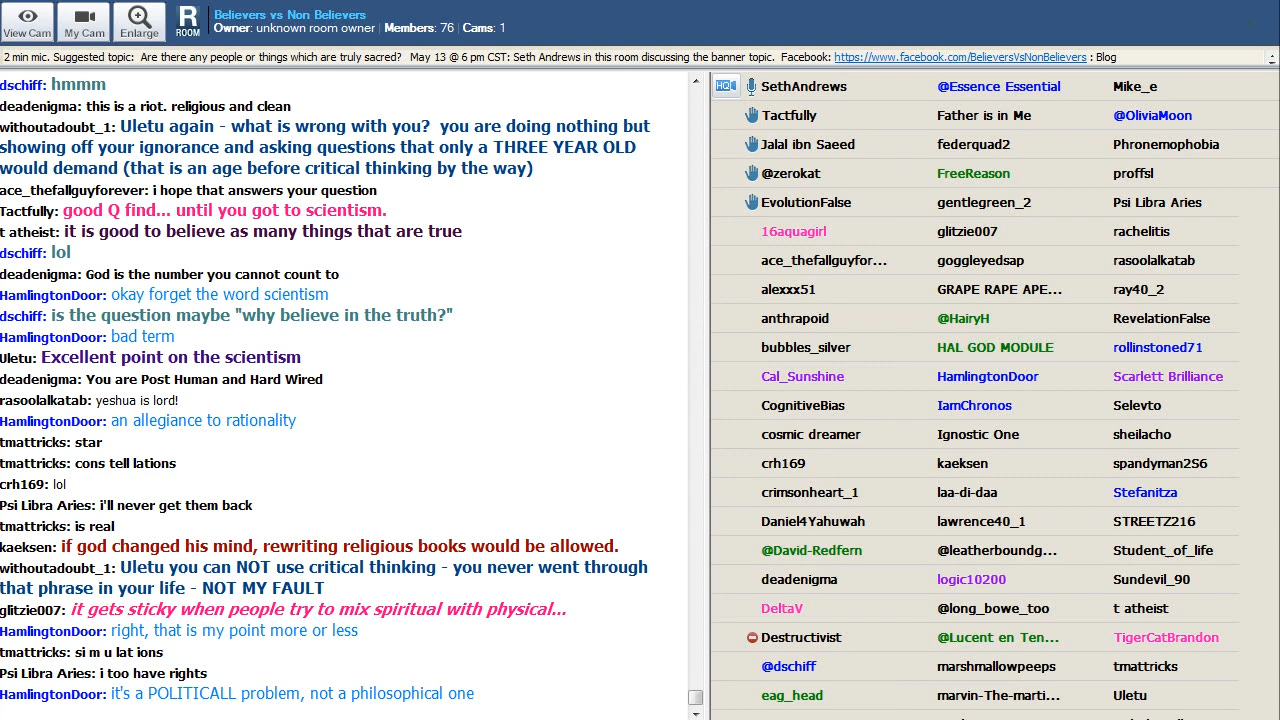 View Cam
My Cam
Enlarge
R
ROOM
Believers vs Non Believers
Owner: unknown room owner | Members: 76 | Cams: 1
2 min mic. Suggested topic: Are there any people or things which are truly sacred? May 13 @ 6 pm CST: Seth Andrews in this room discussing the banner topic. Facebook: https://www.facebook.com/BelieversVsNonBelievers : Blog
dschiff: hmmm
deadenigma: this is a riot. religious and clean
withoutadoubt_1: Uletu again - what is wrong with you? you are doing nothing but
showing off your ignorance and asking questions that only a THREE YEAR OLD
would demand (that is an age before critical thinking by the way)
ace_thefallguyforever: i hope that answers your question
Tactfully: good Q find... until you got to scientism.
t atheist: it is good to believe as many things that are true
dschiff: lol
deadenigma: God is the number you cannot count to
HamlingtonDoor: okay forget the word scientism
dschiff: is the question maybe "why believe in the truth?"
HamlingtonDoor: bad term
Uletu: Excellent point on the scientism
deadenigma: You are Post Human and Hard Wired
rasoolalkatab: yeshua is lord!
HamlingtonDoor: an allegiance to rationality
tmattricks: star
tmattricks: cons tell lations
crh169: lol
Psi Libra Aries: i'll never get them back
tmattricks: is real
kaeksen: if god changed his mind, rewriting religious books would be allowed.
withoutadoubt_1: Uletu you can NOT use critical thinking - you never went through
that phrase in your life - NOT MY FAULT
glitzie007: it gets sticky when people try to mix spiritual with physical...
HamlingtonDoor: right, that is my point more or less
tmattricks: si m u lat ions
Psi Libra Aries: i too have rights
HamlingtonDoor: it's a POLITICALL problem, not a philosophical one
HQ
SethAndrews @Essence Essential Mike_e
Tactfully Father is in Me @OliviaMoon
Jalal ibn Saeed federquad2 Phronemophobia
@zerokat FreeReason proffsl
EvolutionFalse gentlegreen_2 Psi Libra Aries
16aquagirl glitzie007 rachelitis
ace_thefallguyfor... goggleyedsap rasoolalkatab
alexxx51 GRAPE RAPE APE... ray40_2
anthrapoid @HairyH RevelationFalse
bubbles_silver HAL GOD MODULE rollinstoned71
Cal_Sunshine HamlingtonDoor Scarlett Brilliance
CognitiveBias IamChronos Selevto
cosmic dreamer Ignostic One sheilacho
crh169 kaeksen spandyman2S6
crimsonheart_1 laa-di-daa Stefanitza
Daniel4Yahuwah lawrence40_1 STREETZ216
@David-Redfern @leatherboundg... Student_of_life
deadenigma logic10200 Sundevil_90
DeltaV @long_bowe_too t atheist
Destructivist @Lucent en Ten... TigerCatBrandon
@dschiff marshmallowpeeps tmattricks
eag_head marvin-The-marti... Uletu